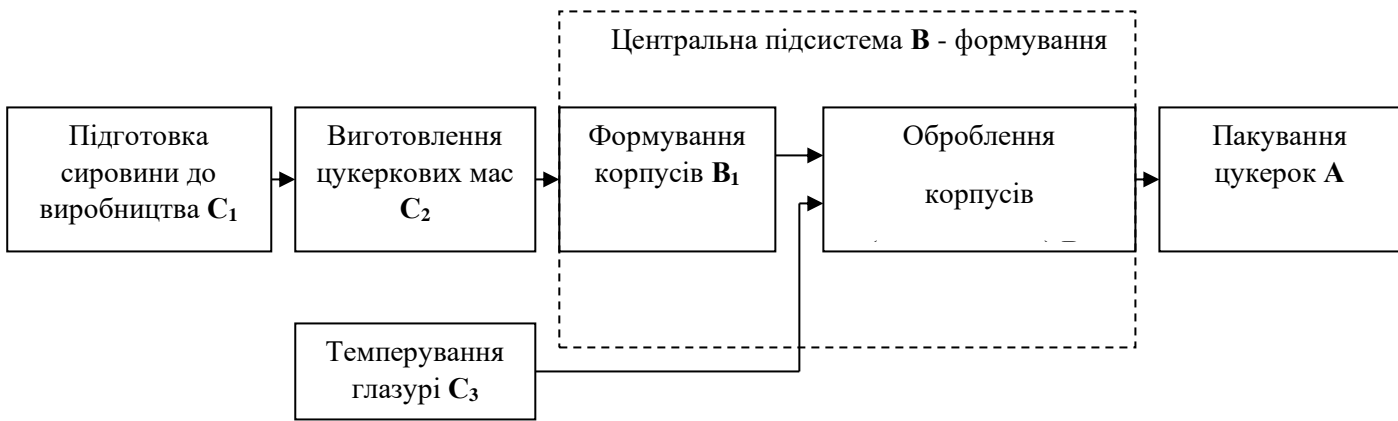 Центральна підсистема B - формування
Підготовка
сировини до
виробництва C₁
Виготовлення
цукеркових мас
C₂
Формування
корпусів B₁
Оброблення
корпусів
Пакування
цукерок A
Темперування
глазурі C₃